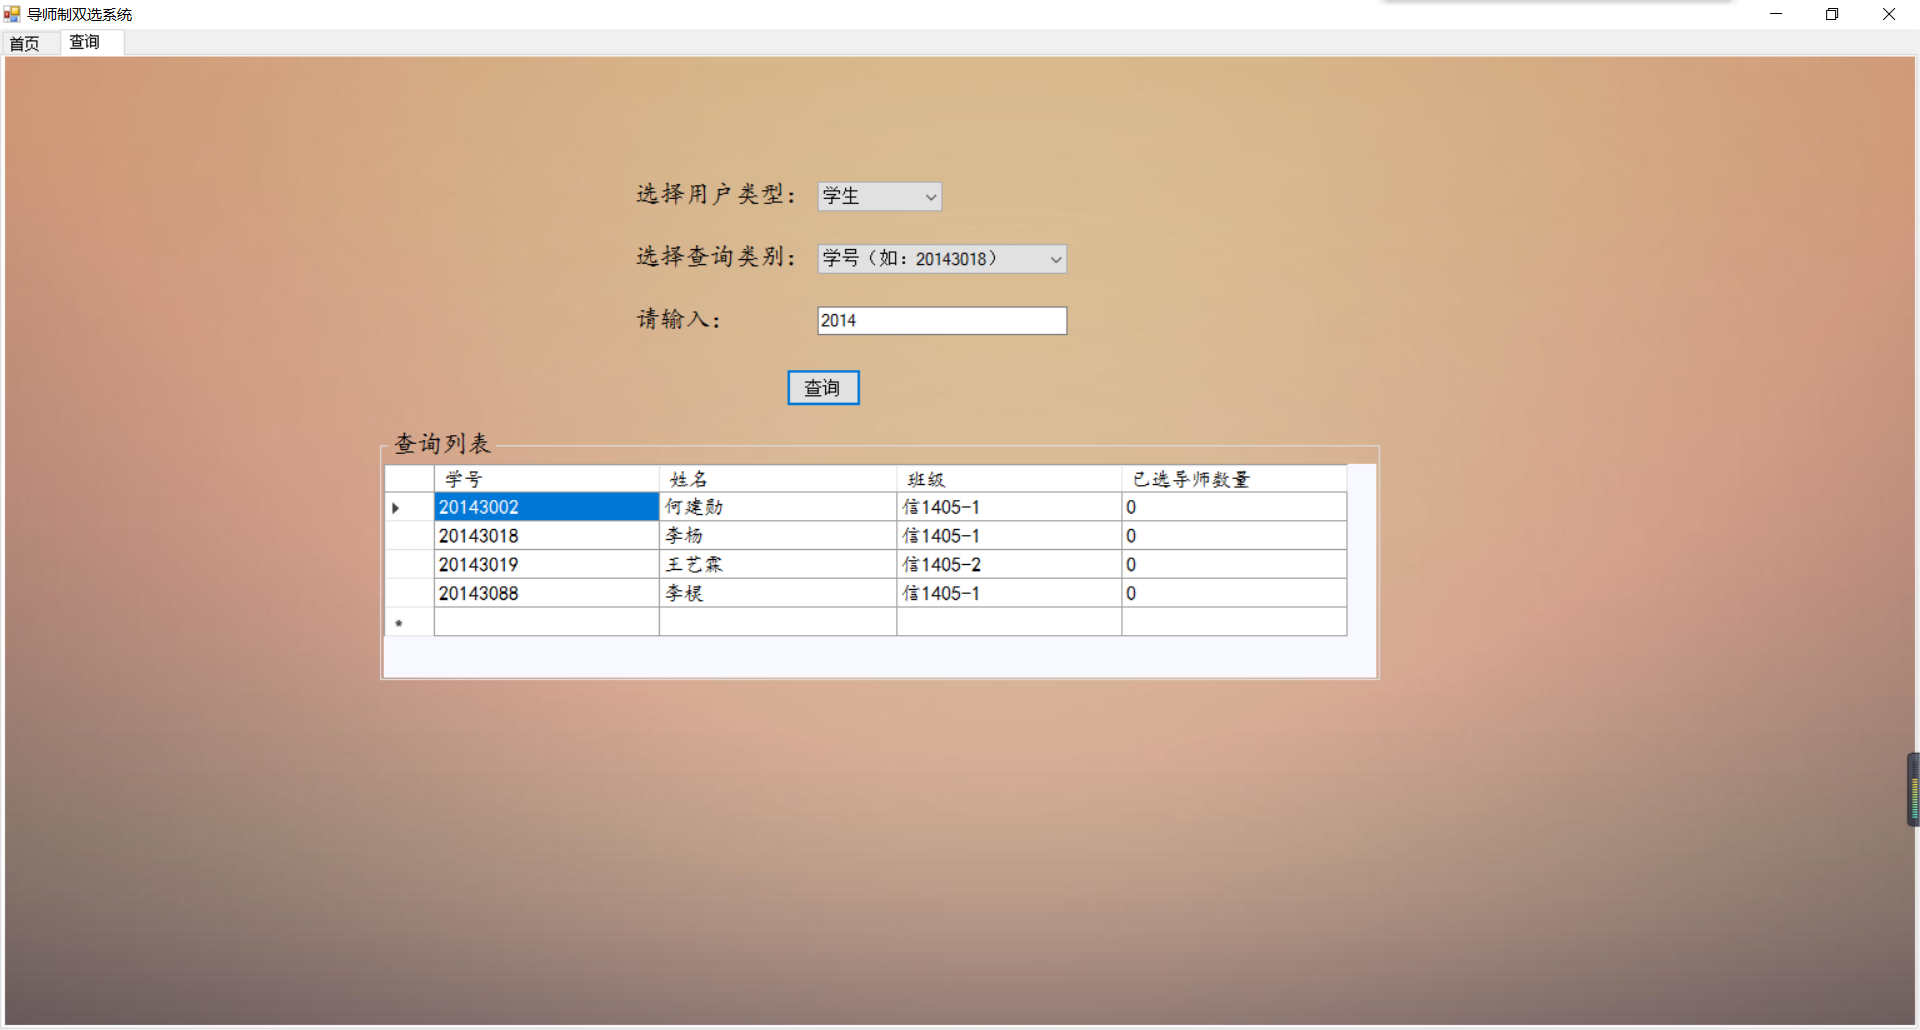 导师制双选系统
首页 查询
选择用户类型： 学生
选择查询类别： 学号（如：20143018）
请输入： 2014
查询
查询列表
学号 姓名 班级 已选导师数量
20143002 何建勋 信1405-1 0
20143018 李杨 信1405-1 0
20143019 王艺霖 信1405-2 0
20143088 李 信1405-1 0
*